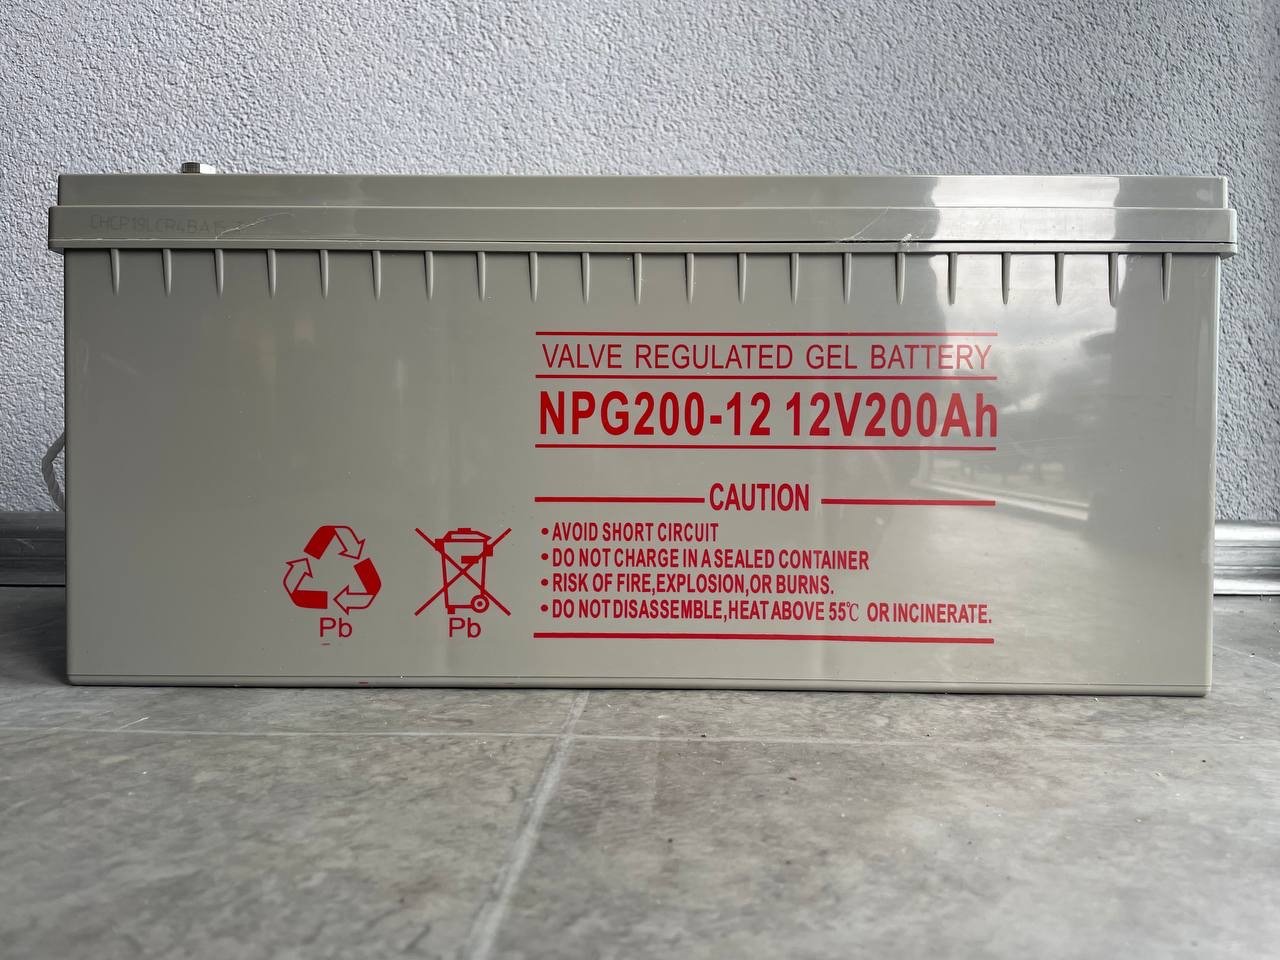 VALVE REGULATED GEL BATTERY
NPG200-12 12V200Ah
CAUTION
•AVOID SHORT CIRCUIT
•DO NOT CHARGE IN A SEALED CONTAINER
•RISK OF FIRE,EXPLOSION,OR BURNS.
•DO NOT DISASSEMBLE,HEAT ABOVE 55℃ OR INCINERATE.
Pb Pb